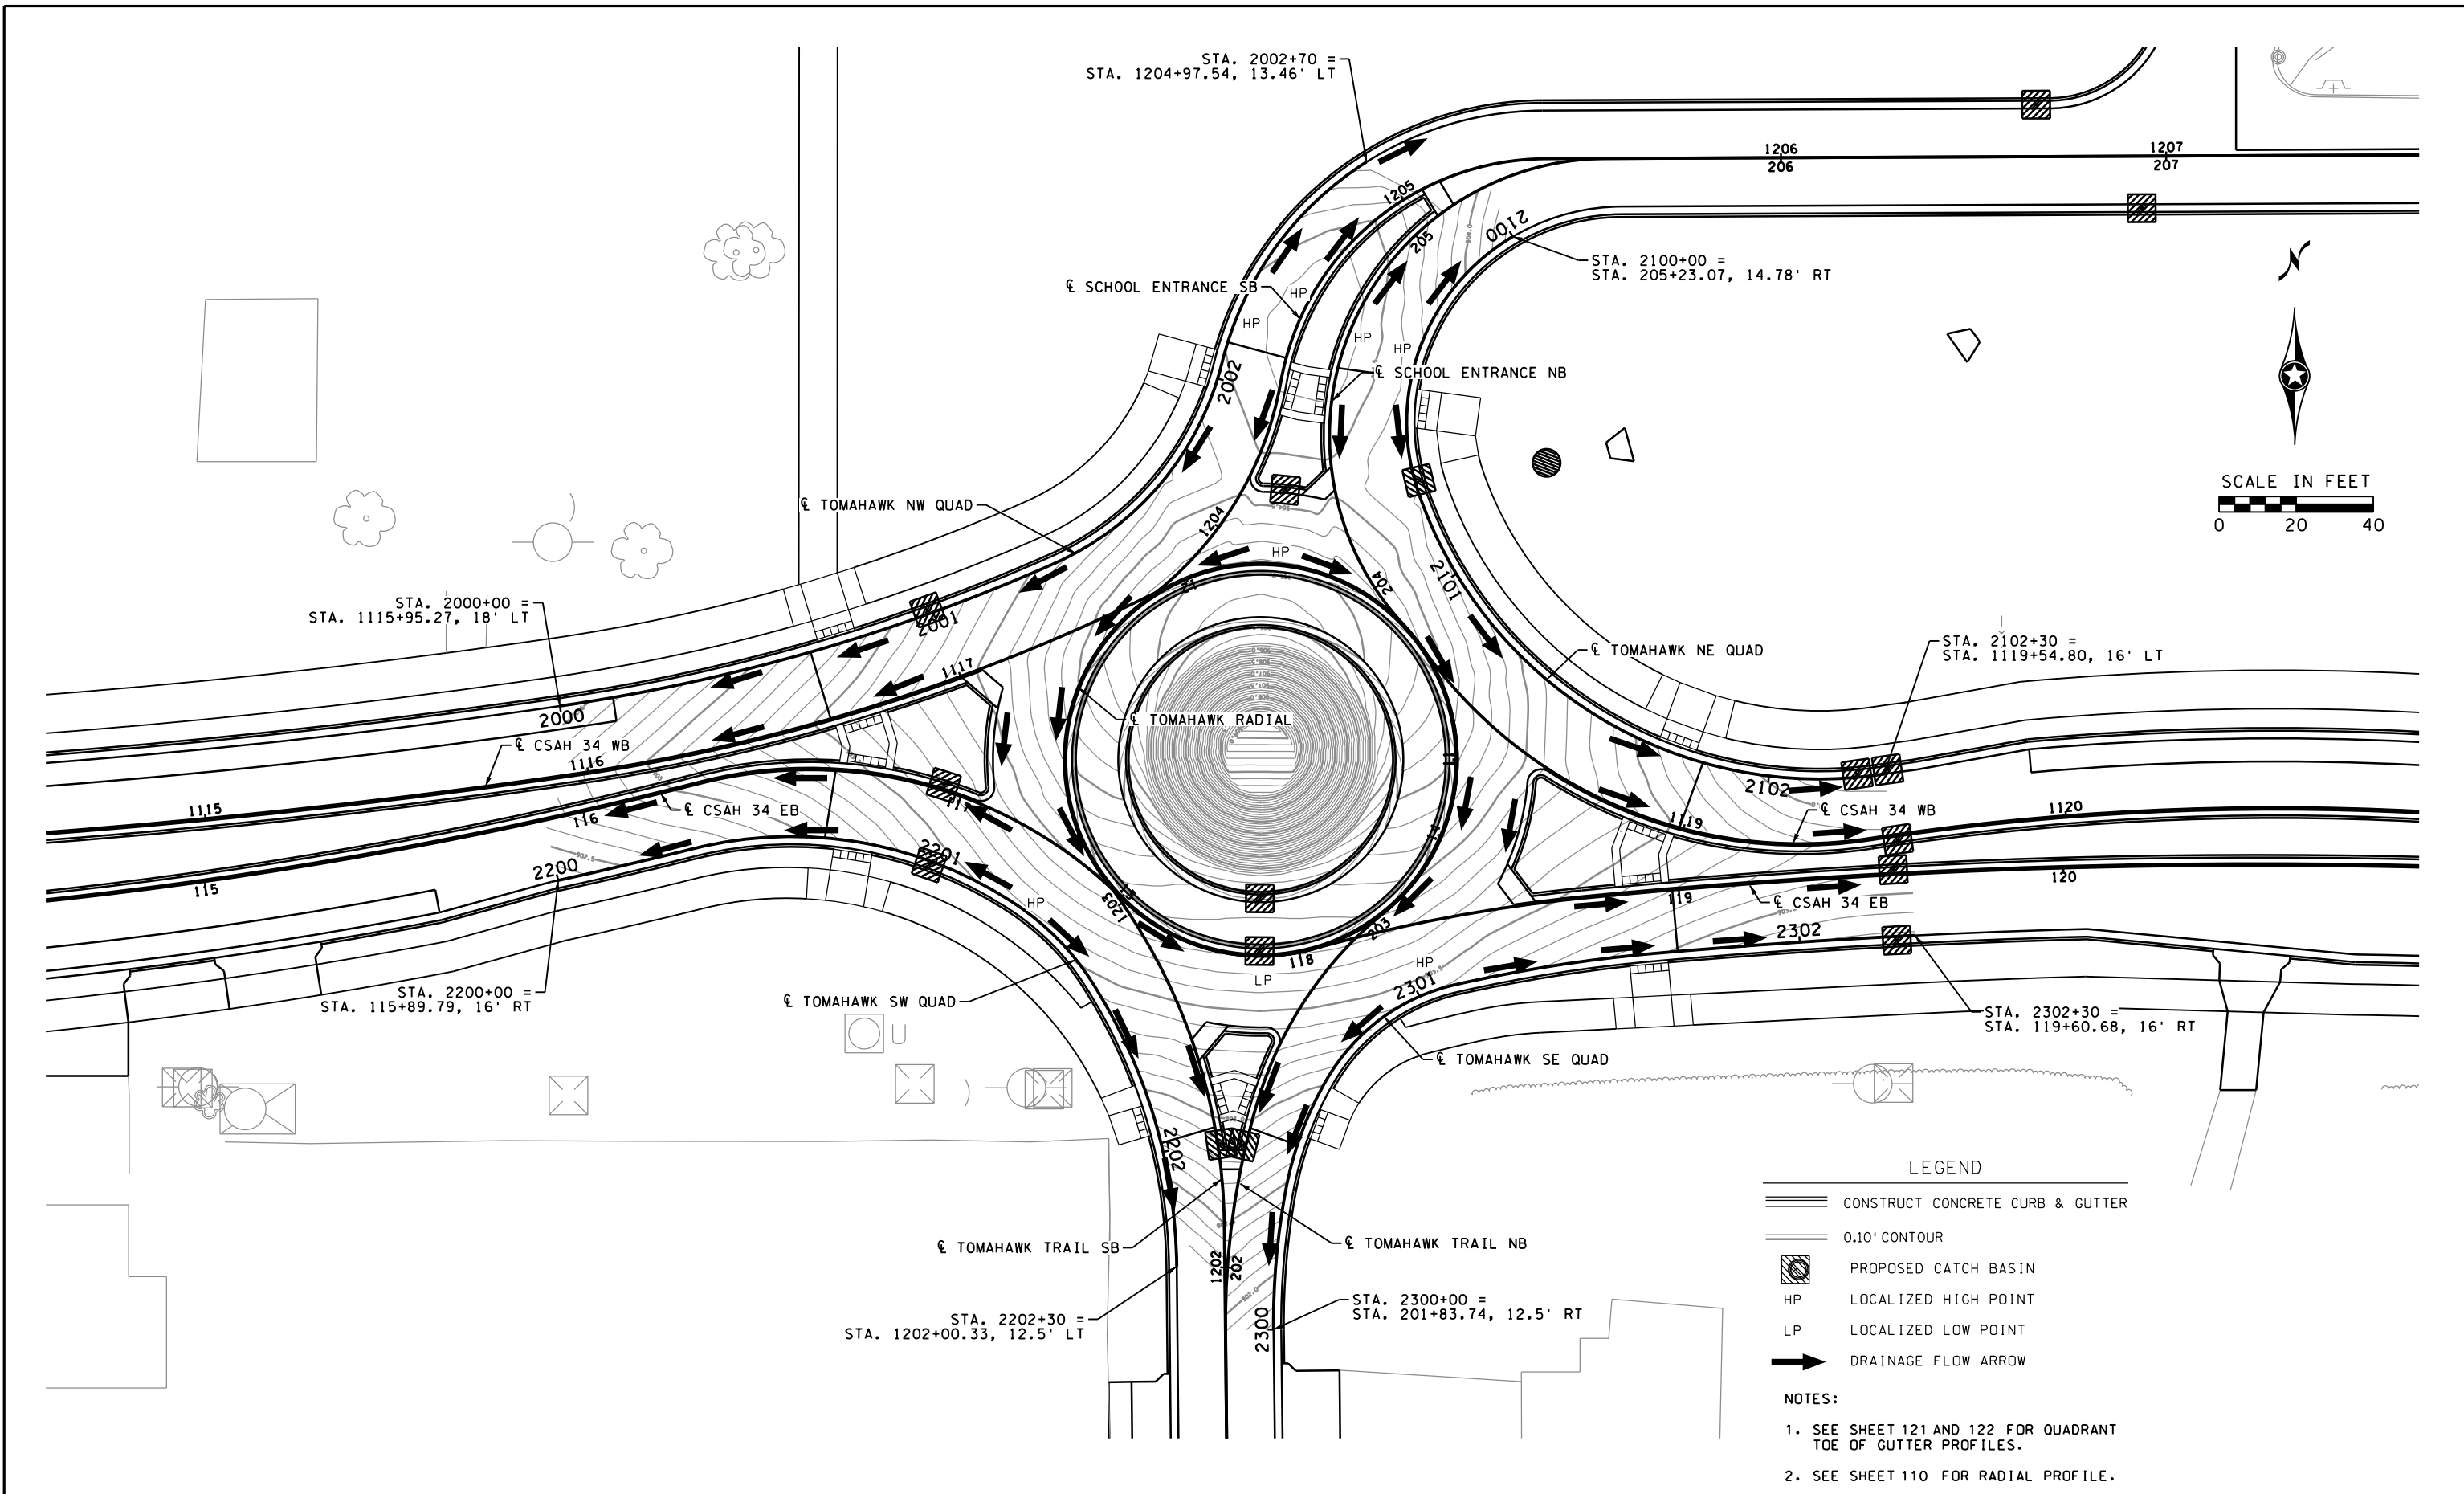 STA. 2002+70 =
STA. 1204+97.54, 13.46' LT
1206
206
1207
207
1205
205
2100
STA. 2100+00 =
STA. 205+23.07, 14.78' RT
N
℄ SCHOOL ENTRANCE SB
HP
HP
HP
HP
℄ SCHOOL ENTRANCE NB
2002
SCALE IN FEET
0 20 40
℄ TOMAHAWK NW QUAD
1204
HP
204
2101
STA. 2000+00 =
STA. 1115+95.27, 18' LT
2001
STA. 2102+30 =
STA. 1119+54.80, 16' LT
℄ TOMAHAWK NE QUAD
1117
2000
℄ TOMAHAWK RADIAL
℄ CSAH 34 WB
1116
1115
℄ CSAH 34 EB
116
117
2102
℄ CSAH 34 WB
1119
1120
115
2200
2201
HP
1203
203
118
LP
119
120
℄ CSAH 34 EB
2302
HP
2301
STA. 2200+00 =
STA. 115+89.79, 16' RT
℄ TOMAHAWK SW QUAD
STA. 2302+30 =
STA. 119+60.68, 16' RT
℄ TOMAHAWK SE QUAD
2202
℄ TOMAHAWK TRAIL SB
℄ TOMAHAWK TRAIL NB
1202
202
STA. 2202+30 =
STA. 1202+00.33, 12.5' LT
2300
STA. 2300+00 =
STA. 201+83.74, 12.5' RT
LEGEND
CONSTRUCT CONCRETE CURB & GUTTER
0.10' CONTOUR
PROPOSED CATCH BASIN
HP LOCALIZED HIGH POINT
LP LOCALIZED LOW POINT
DRAINAGE FLOW ARROW
NOTES:
1. SEE SHEET 121 AND 122 FOR QUADRANT
TOE OF GUTTER PROFILES.
2. SEE SHEET 110 FOR RADIAL PROFILE.